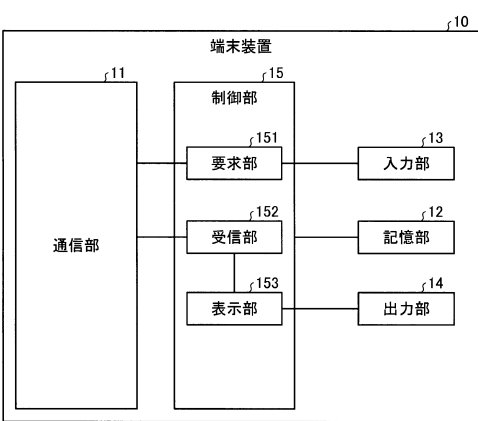 10
端末装置
11
15
制御部
151
要求部
13
入力部
152
受信部
12
記憶部
通信部
153
表示部
14
出力部